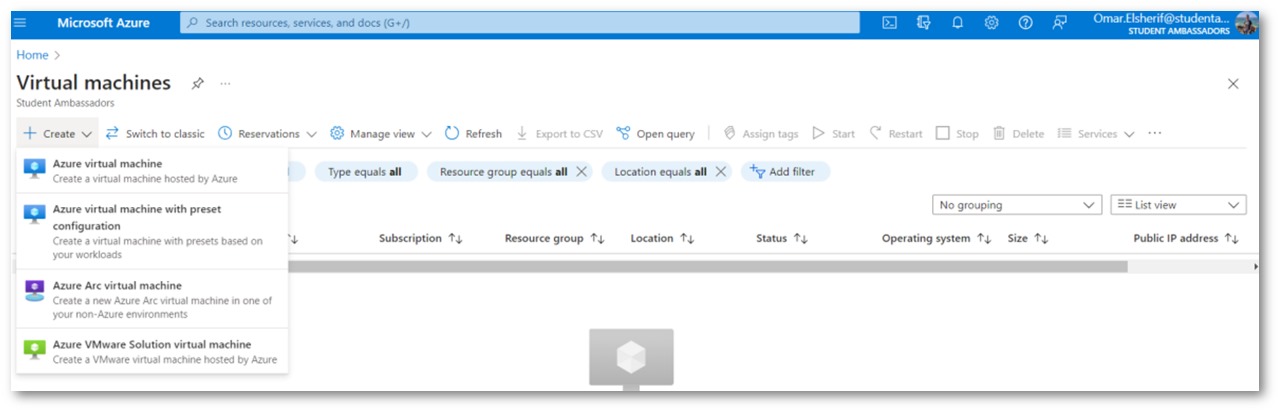 Microsoft Azure
Search resources, services, and docs (G+/)
Omar.Elsherif@studenta...
STUDENT AMBASSADORS
Home
Virtual machines
...
Student Ambassadors
Create
Switch to classic
Reservations
Manage view
Refresh
Export to CSV
Open query
Assign tags
Start
Restart
Stop
Delete
Services
...
Azure virtual machine
Create a virtual machine hosted by Azure
Azure virtual machine with preset
configuration
Create a virtual machine with presets based on
your workloads
Azure Arc virtual machine
Create a new Azure Arc virtual machine in one of
your non-Azure environments
Azure VMware Solution virtual machine
Create a VMware virtual machine hosted by Azure
Type equals all
Resource group equals all
Location equals all
Add filter
No grouping
List view
Subscription
Resource group
Location
Status
Operating system
Size
Public IP address